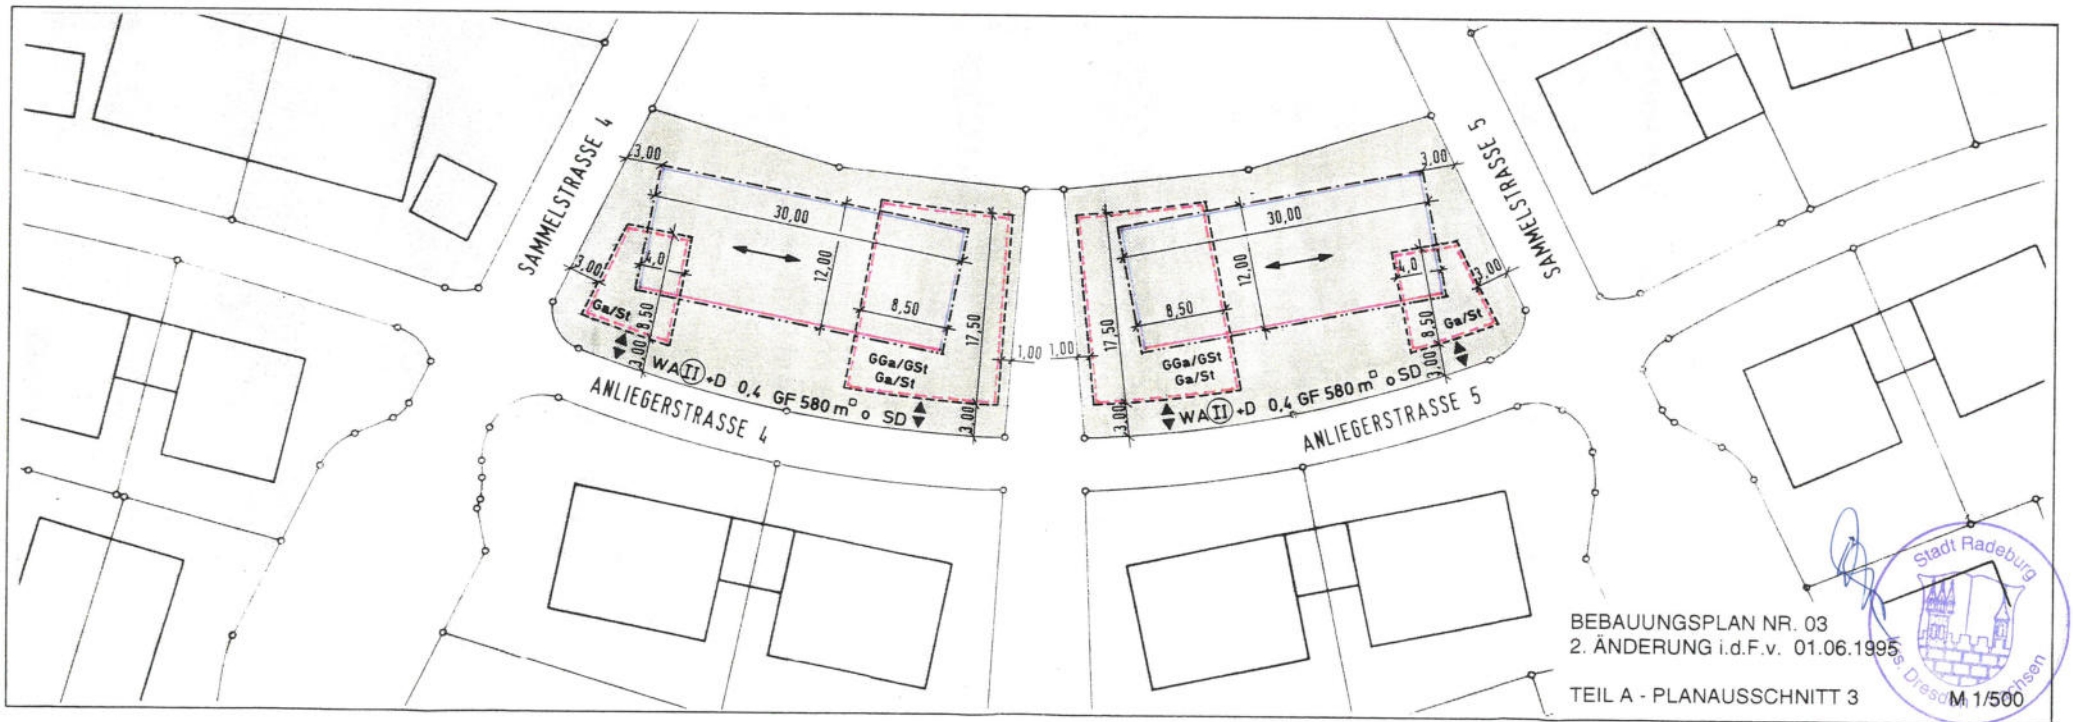 SAMMELSTRASSE 4
3,00
30,00
12,00
3,00
4,0
8,50
Ga/St
3,00
8,50
17,50
GGa/GSt
Ga/St
3,00
1,00
WA II +D 0,4 GF 580 m² o SD
ANLIEGERSTRASSE 4
SAMMELSTRASSE 5
3,00
30,00
12,00
3,00
4,0
8,50
Ga/St
3,00
8,50
17,50
GGa/GSt
Ga/St
3,00
1,00
WA II +D 0,4 GF 580 m² o SD
ANLIEGERSTRASSE 5
BEBAUUNGSPLAN NR. 03
2. ÄNDERUNG i.d.F.v. 01.06.1995
TEIL A - PLANAUSSCHNITT 3
M 1/500
Stadt Radeburg